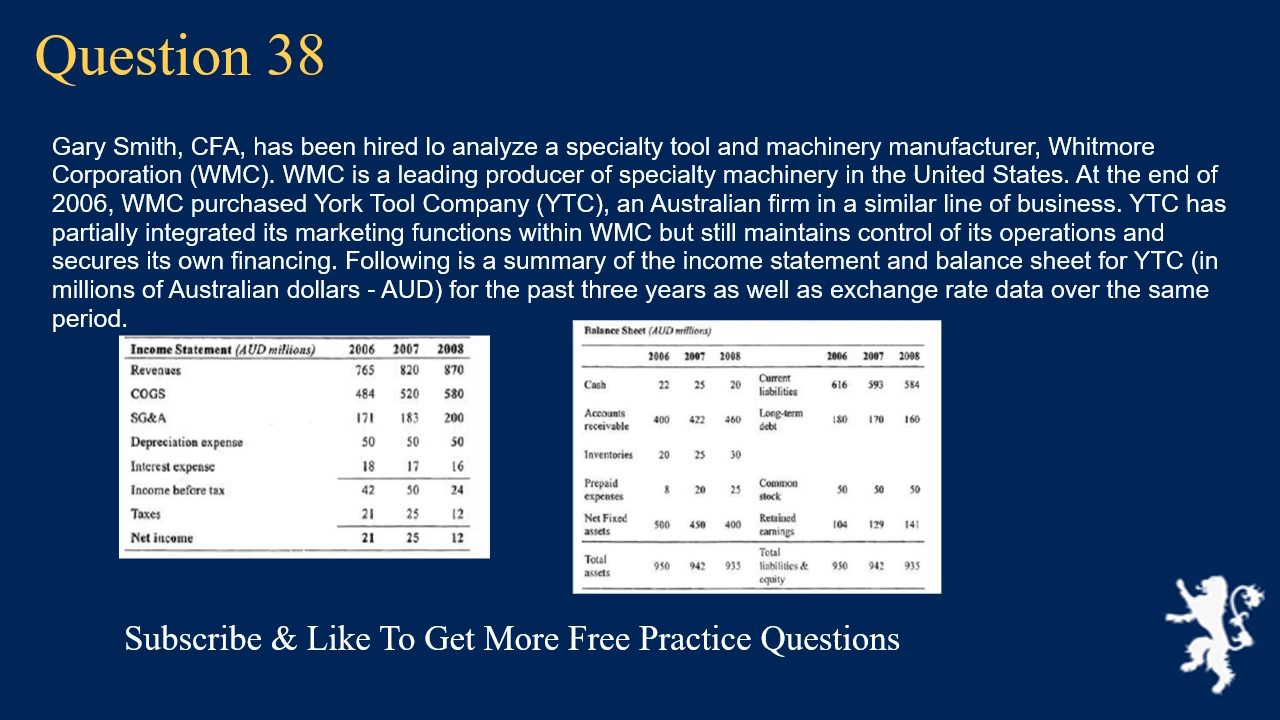 Question 38
Gary Smith, CFA, has been hired lo analyze a specialty tool and machinery manufacturer, Whitmore
Corporation (WMC). WMC is a leading producer of specialty machinery in the United States. At the end of
2006, WMC purchased York Tool Company (YTC), an Australian firm in a similar line of business. YTC has
partially integrated its marketing functions within WMC but still maintains control of its operations and
secures its own financing. Following is a summary of the income statement and balance sheet for YTC (in
millions of Australian dollars - AUD) for the past three years as well as exchange rate data over the same
period.
Income Statement (AUD millions) 2006 2007 2008
Revenues 765 820 870
COGS 484 520 580
SG&A 171 183 200
Depreciation expense 50 50 50
Interest expense 18 17 16
Income before tax 42 50 24
Taxes 21 25 12
Net income 21 25 12
Balance Sheet (AUD millions)
2006 2007 2008 2006 2007 2008
Cash 22 25 20 Current liabilities 616 593 584
Accounts receivable 400 422 460 Long-term debt 180 170 160
Inventories 20 25 30
Prepaid expenses 8 20 25 Common stock 50 50 50
Net Fixed assets 500 450 400 Retained earnings 104 129 141
Total assets 950 942 935 Total liabilities & equity 950 942 935
Subscribe & Like To Get More Free Practice Questions